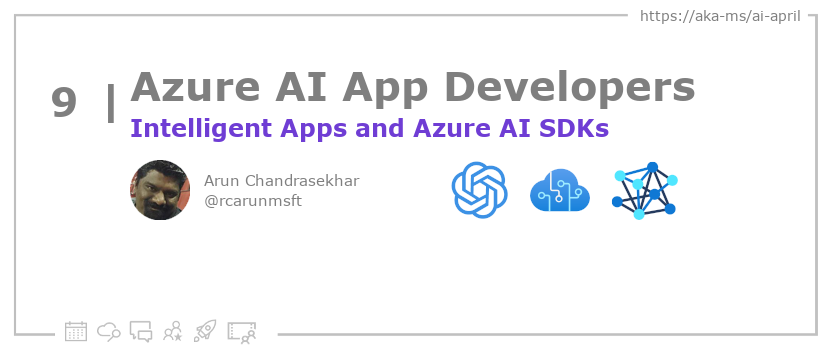 https://aka-ms/ai-april
9 | Azure AI App Developers
Intelligent Apps and Azure AI SDKs
Arun Chandrasekhar
@rcarunmsft